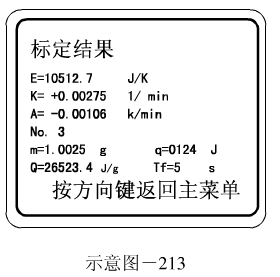 标定结果
E=10512.7 J/K
K= +0.00275 1/ min
A= -0.00106 k/min
No. 3
m=1.0025 g q=0124 J
Q=26523.4 J/g Tf=5 s
按方向键返回主菜单
示意图－213